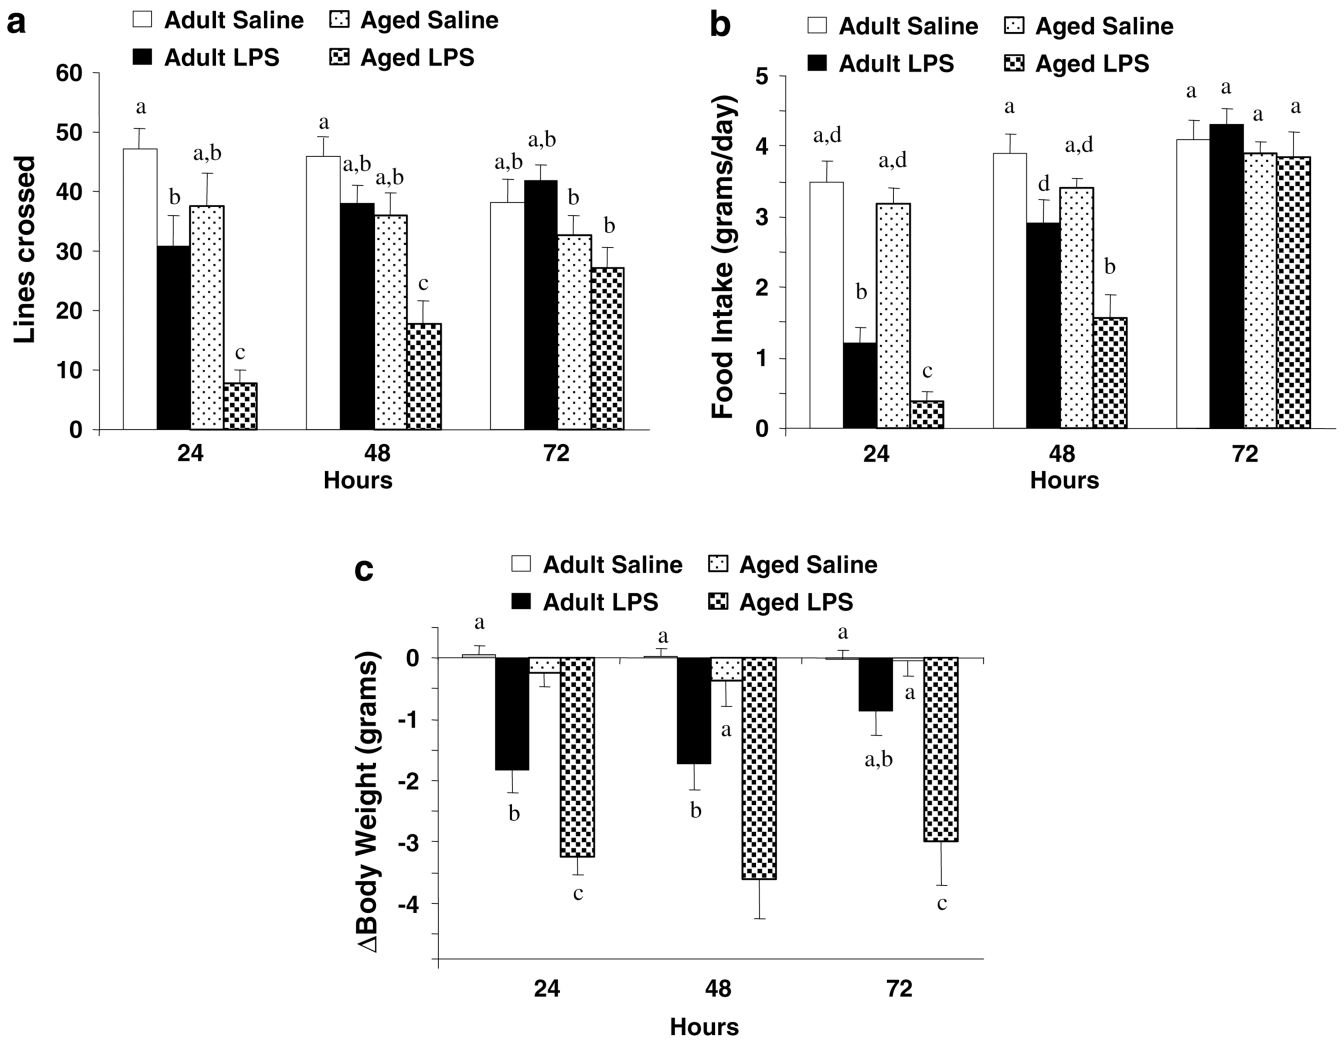 a
Adult Saline
Aged Saline
Adult LPS
Aged LPS
Lines crossed
60
50
40
30
20
10
0
a
b
a,b
c
a
a,b
a,b
c
a,b
a,b
b
b
24
48
72
Hours
b
Adult Saline
Aged Saline
Adult LPS
Aged LPS
Food Intake (grams/day)
5
4
3
2
1
0
a,d
b
a,d
c
a
d
a,d
b
a
a
a
a
24
48
72
Hours
c
Adult Saline
Aged Saline
Adult LPS
Aged LPS
ΔBody Weight (grams)
0
-1
-2
-3
-4
a
b
c
a
b
a
a
a,b
a
c
24
48
72
Hours